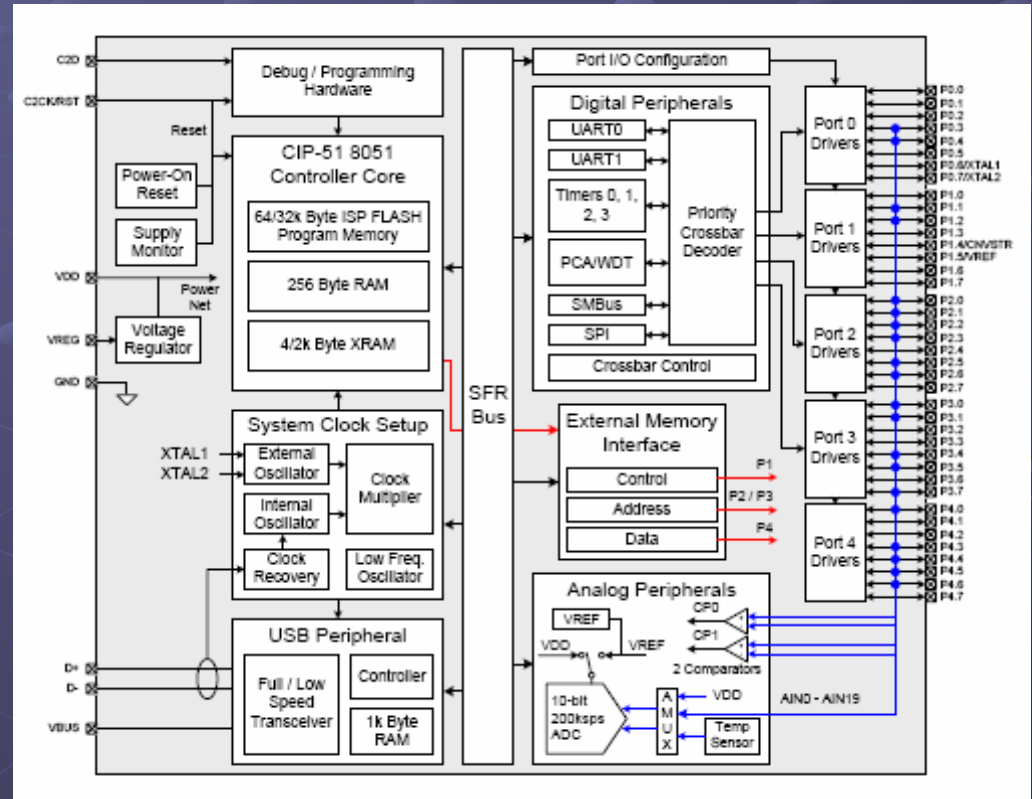 C2D
C2CK/RST
Debug / Programming
Hardware
Reset
Power-On
Reset
Supply
Monitor
VDD
Power
Net
VREG
Voltage
Regulator
GND
CIP-51 8051
Controller Core
64/32k Byte ISP FLASH
Program Memory
256 Byte RAM
4/2k Byte XRAM
System Clock Setup
XTAL1
XTAL2
External
Oscillator
Internal
Oscillator
Clock
Recovery
Clock
Multiplier
Low Freq.
Oscillator
USB Peripheral
D+
D-
VBUS
Full / Low
Speed
Transceiver
Controller
1k Byte
RAM
SFR
Bus
Port I/O Configuration
Digital Peripherals
UART0
UART1
Timers 0, 1,
2, 3
PCA/WDT
SMBus
SPI
Priority
Crossbar
Decoder
Crossbar Control
External Memory
Interface
Control
Address
Data
P1
P2 / P3
P4
Analog Peripherals
VREF
VDD
VREF
CP0
CP1
+
-
+
-
2 Comparators
10-bit
200ksps
ADC
A
M
U
X
VDD
Temp
Sensor
AIN0 - AIN19
Port 0
Drivers
Port 1
Drivers
Port 2
Drivers
Port 3
Drivers
Port 4
Drivers
P0.0
P0.1
P0.2
P0.3
P0.4
P0.5
P0.6/XTAL1
P0.7/XTAL2
P1.0
P1.1
P1.2
P1.3
P1.4/CNVSTR
P1.5/VREF
P1.6
P1.7
P2.0
P2.1
P2.2
P2.3
P2.4
P2.5
P2.6
P2.7
P3.0
P3.1
P3.2
P3.3
P3.4
P3.5
P3.6
P3.7
P4.0
P4.1
P4.2
P4.3
P4.4
P4.5
P4.6
P4.7